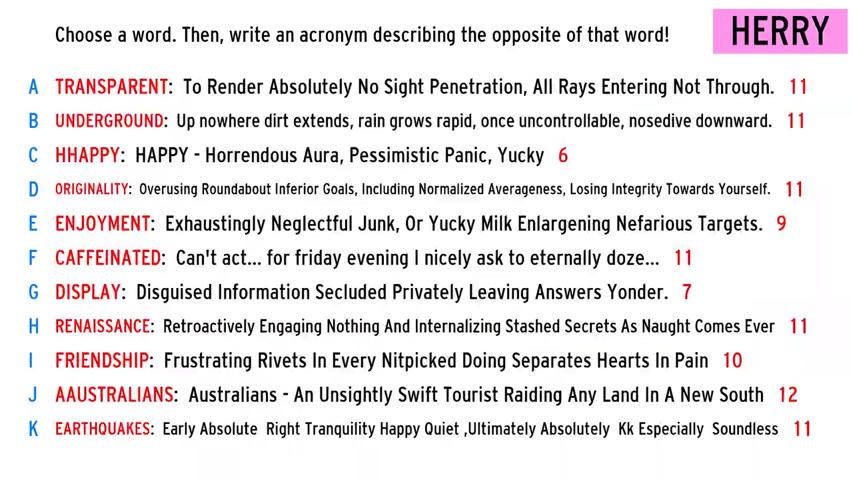 Choose a word. Then, write an acronym describing the opposite of that word!
HERRY
A TRANSPARENT: To Render Absolutely No Sight Penetration, All Rays Entering Not Through. 11
B UNDERGROUND: Up nowhere dirt extends, rain grows rapid, once uncontrollable, nosedive downward. 11
C HHAPPY: HAPPY - Horrendous Aura, Pessimistic Panic, Yucky 6
D ORIGINALITY: Overusing Roundabout Inferior Goals, Including Normalized Averageness, Losing Integrity Towards Yourself. 11
E ENJOYMENT: Exhaustingly Neglectful Junk, Or Yucky Milk Enlargening Nefarious Targets. 9
F CAFFEINATED: Can't act... for friday evening I nicely ask to eternally doze... 11
G DISPLAY: Disguised Information Secluded Privately Leaving Answers Yonder. 7
H RENAISSANCE: Retroactively Engaging Nothing And Internalizing Stashed Secrets As Naught Comes Ever 11
I FRIENDSHIP: Frustrating Rivets In Every Nitpicked Doing Separates Hearts In Pain 10
J AAUSTRALIANS: Australians - An Unsightly Swift Tourist Raiding Any Land In A New South 12
K EARTHQUAKES: Early Absolute Right Tranquility Happy Quiet ,Ultimately Absolutely Kk Especially Soundless 11